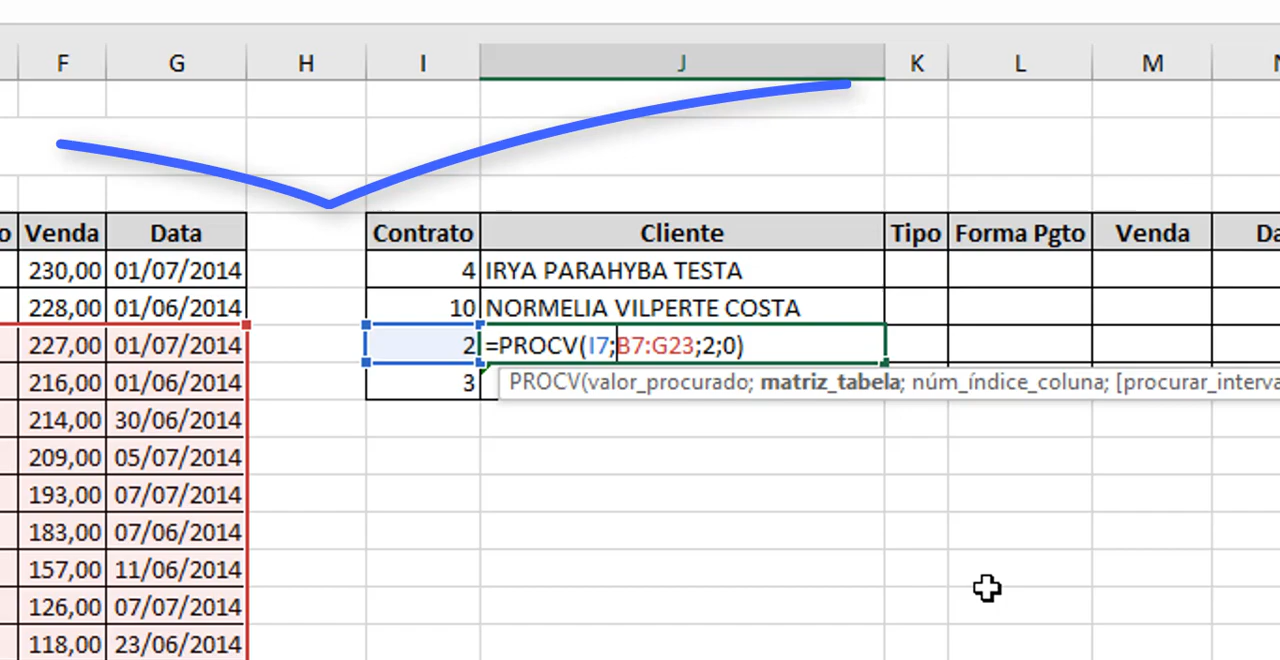 F G H I J K L M
o Venda Data Contrato Cliente Tipo Forma Pgto Venda Da
230,00 01/07/2014 4 IRYA PARAHYBA TESTA
228,00 01/06/2014 10 NORMELIA VILPERTE COSTA
227,00 01/07/2014 2 =PROCV(I7;B7:G23;2;0)
216,00 01/06/2014 3 PROCV(valor_procurado; matriz_tabela; núm_índice_coluna; [procurar_interva
214,00 30/06/2014
209,00 05/07/2014
193,00 07/07/2014
183,00 07/06/2014
157,00 11/06/2014
126,00 07/07/2014
118,00 23/06/2014